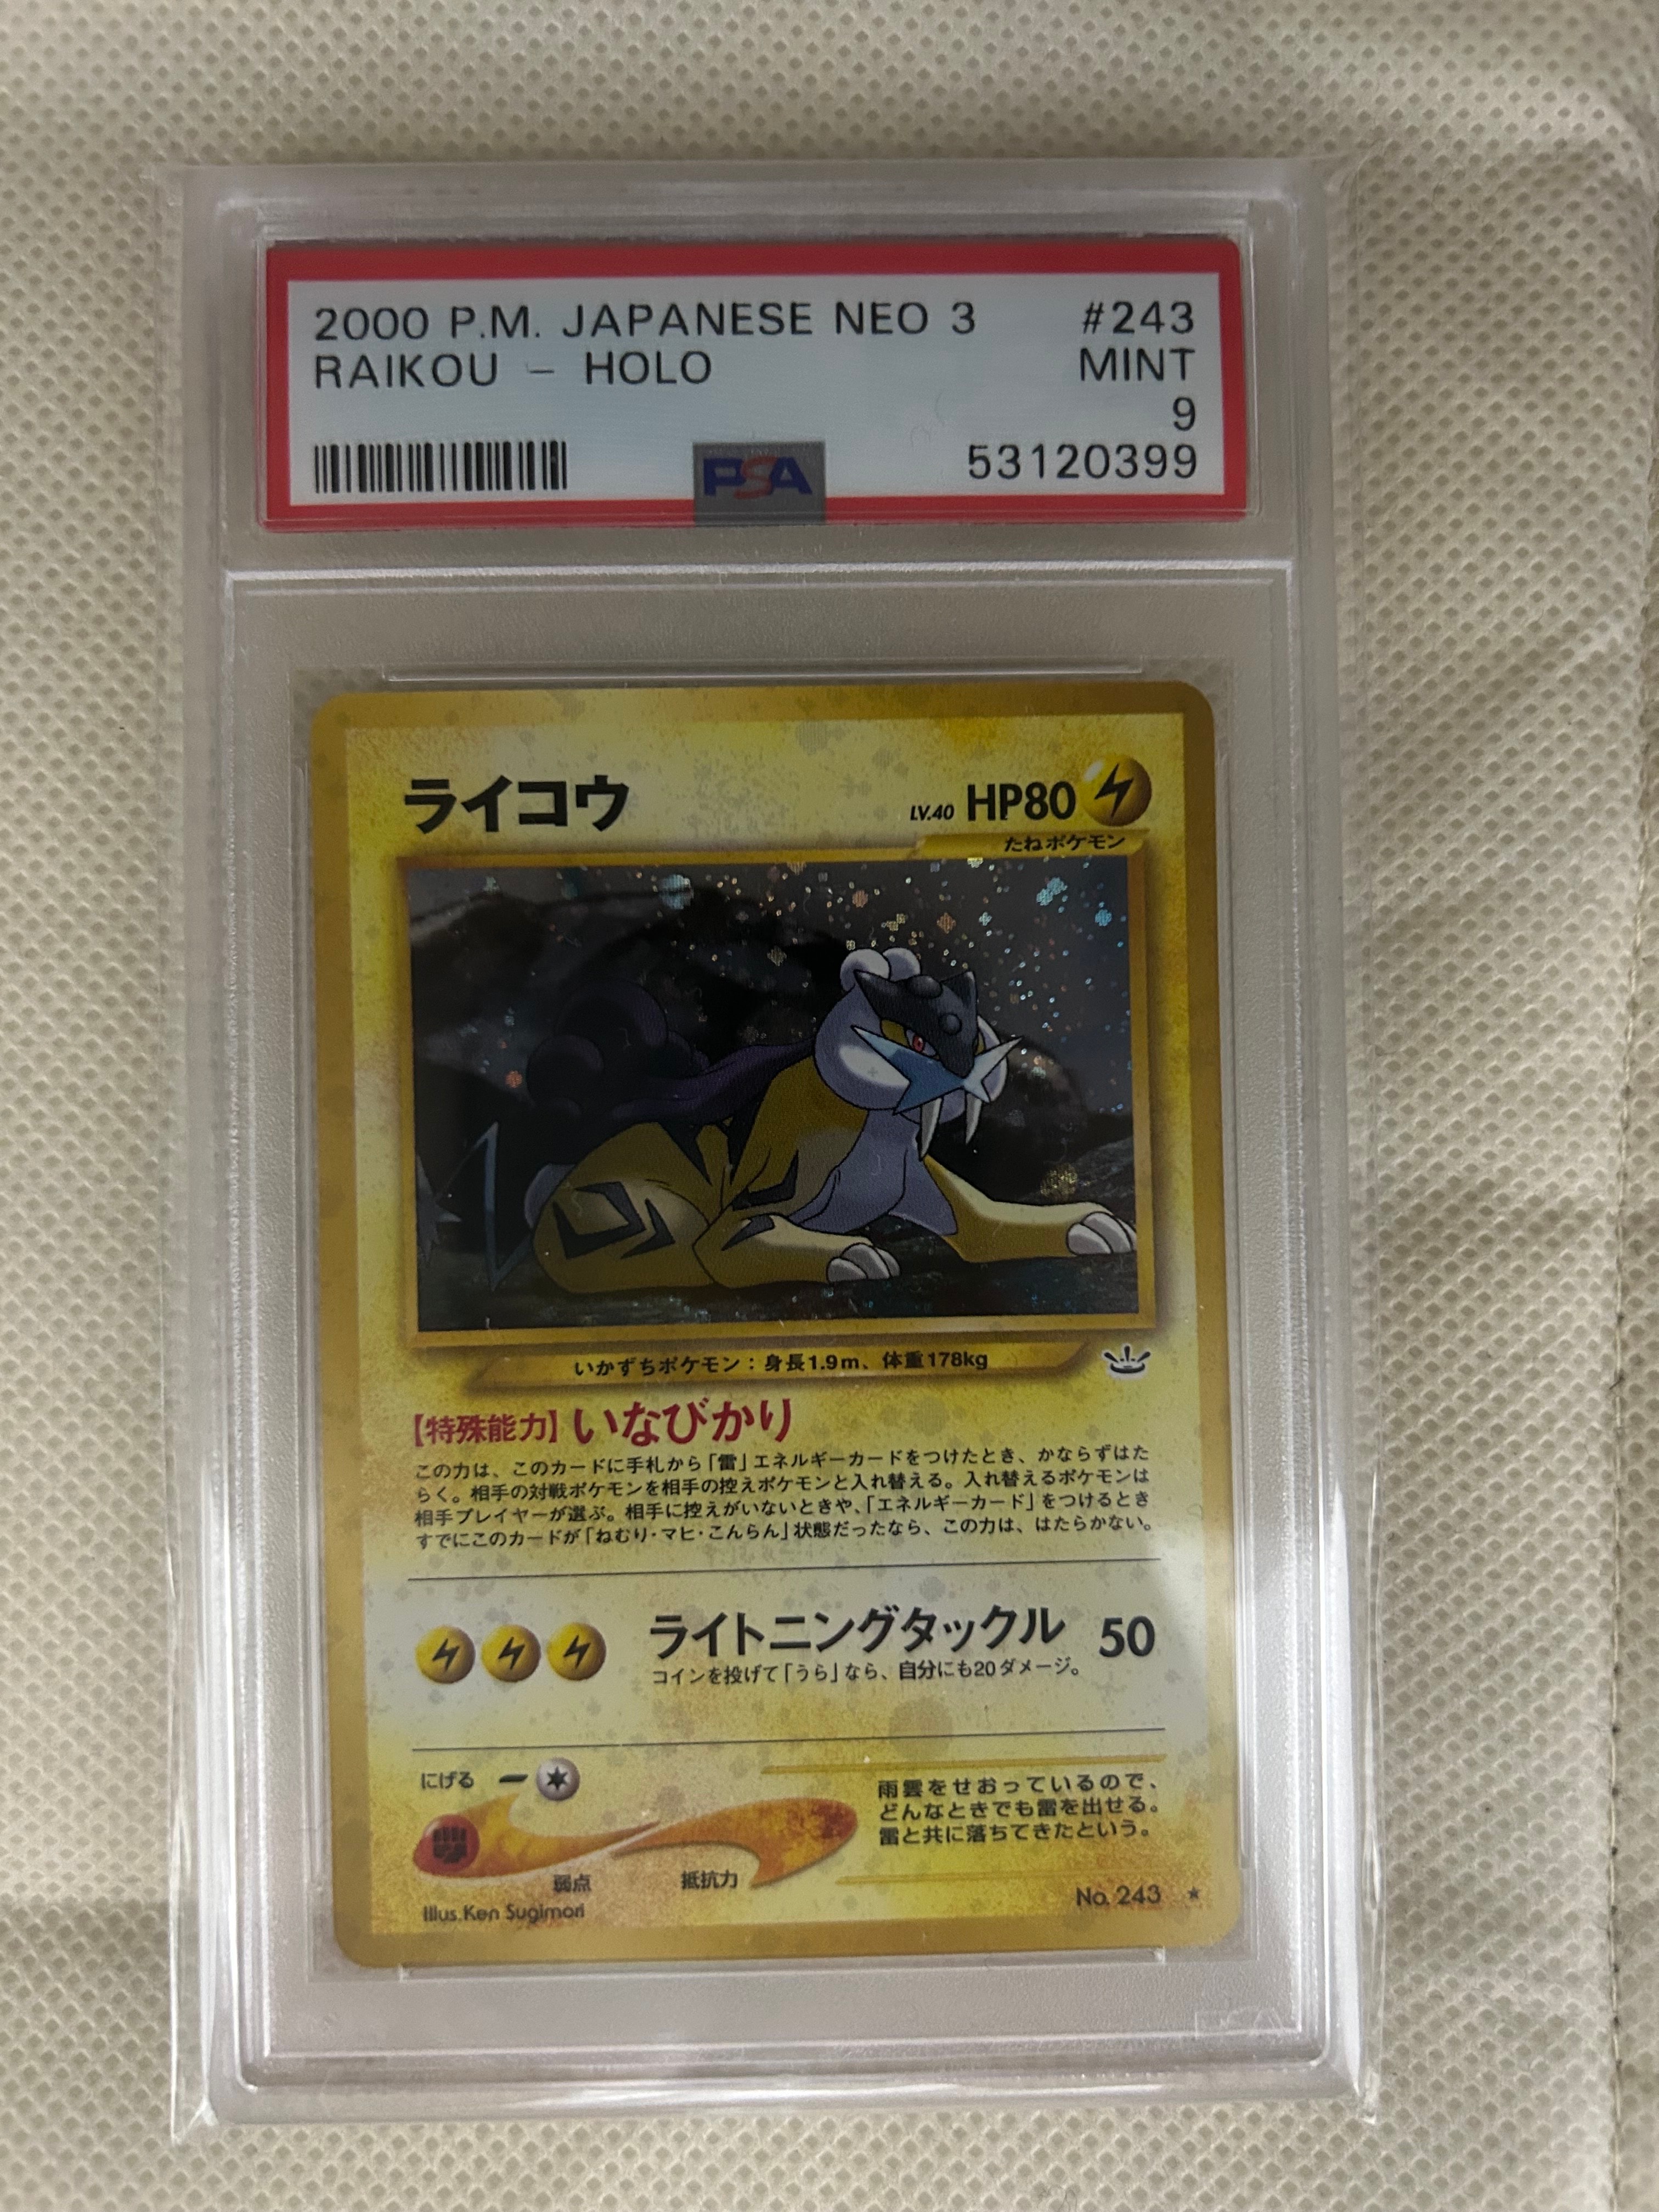 2000 P.M. JAPANESE NEO 3 #243
RAIKOU - HOLO MINT
9
PSA 53120399
ライコウ LV.40 HP80
たねポケモン
いかずちポケモン：身長1.9m、体重178kg
【特殊能力】いなびかり
この力は、このカードに手札から「雷」エネルギーカードをつけたとき、かならずはた
らく。相手の対戦ポケモンを相手の控えポケモンと入れ替える。入れ替えるポケモンは
相手プレイヤーが選ぶ。相手に控えがいないときや、「エネルギーカード」をつけるとき
すでにこのカードが「ねむり・マヒ・こんらん」状態だったなら、この力は、はたらかない。
ライトニングタックル 50
コインを投げて「うら」なら、自分にも20ダメージ。
にげる
弱点 抵抗力
雨雲をせおっているので、
どんなときでも雷を出せる。
雷と共に落ちてきたという。
Illus.Ken Sugimori
No. 243 ★